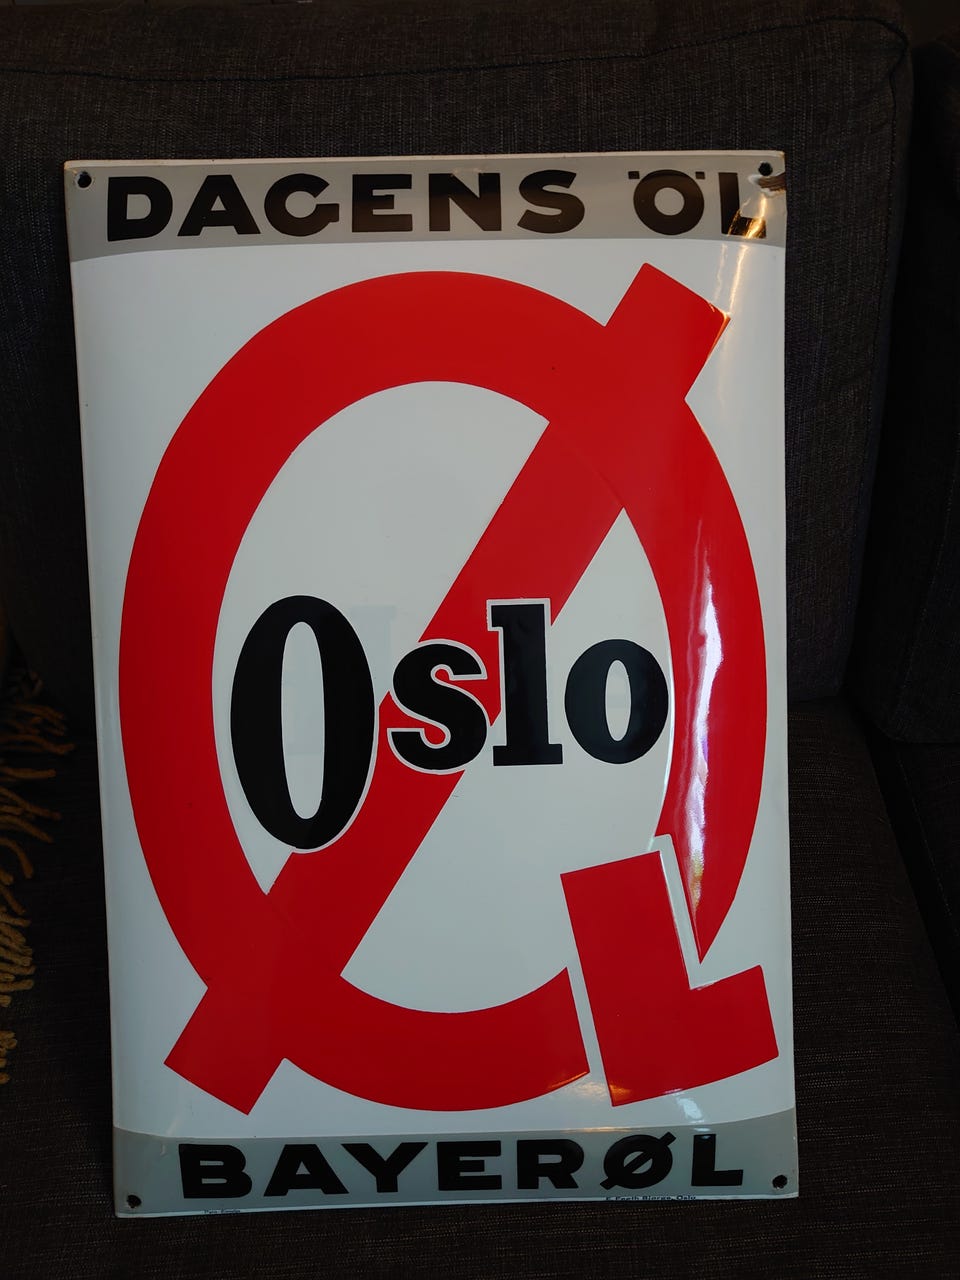 DAGENS ÖL
ØL
Oslo
BAYERØL